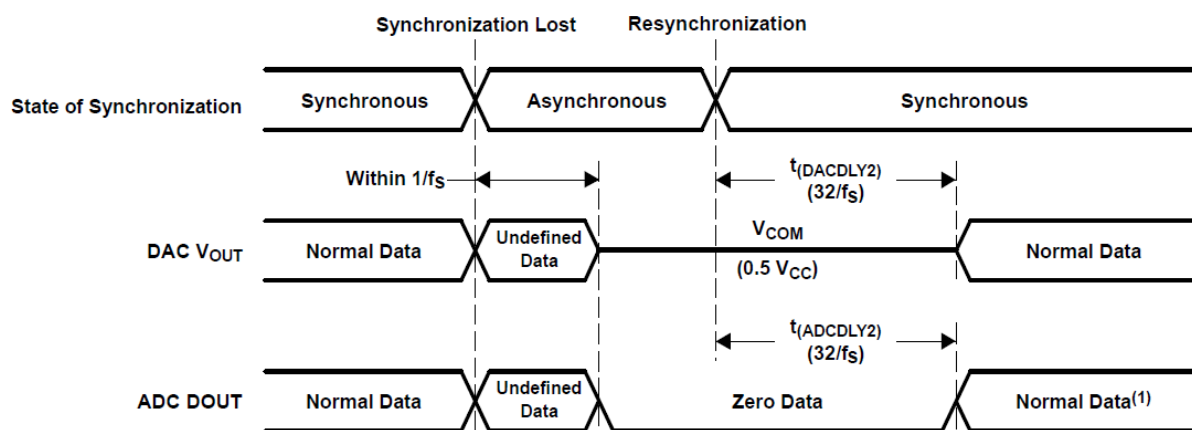 Synchronization Lost Resynchronization
State of Synchronization Synchronous Asynchronous Synchronous
Within 1/fS t(DACDLY2)
(32/fS)
DAC VOUT Normal Data Undefined Data VCOM Normal Data
(0.5 VCC)
t(ADCDLY2)
(32/fS)
ADC DOUT Normal Data Undefined Data Zero Data Normal Data(1)